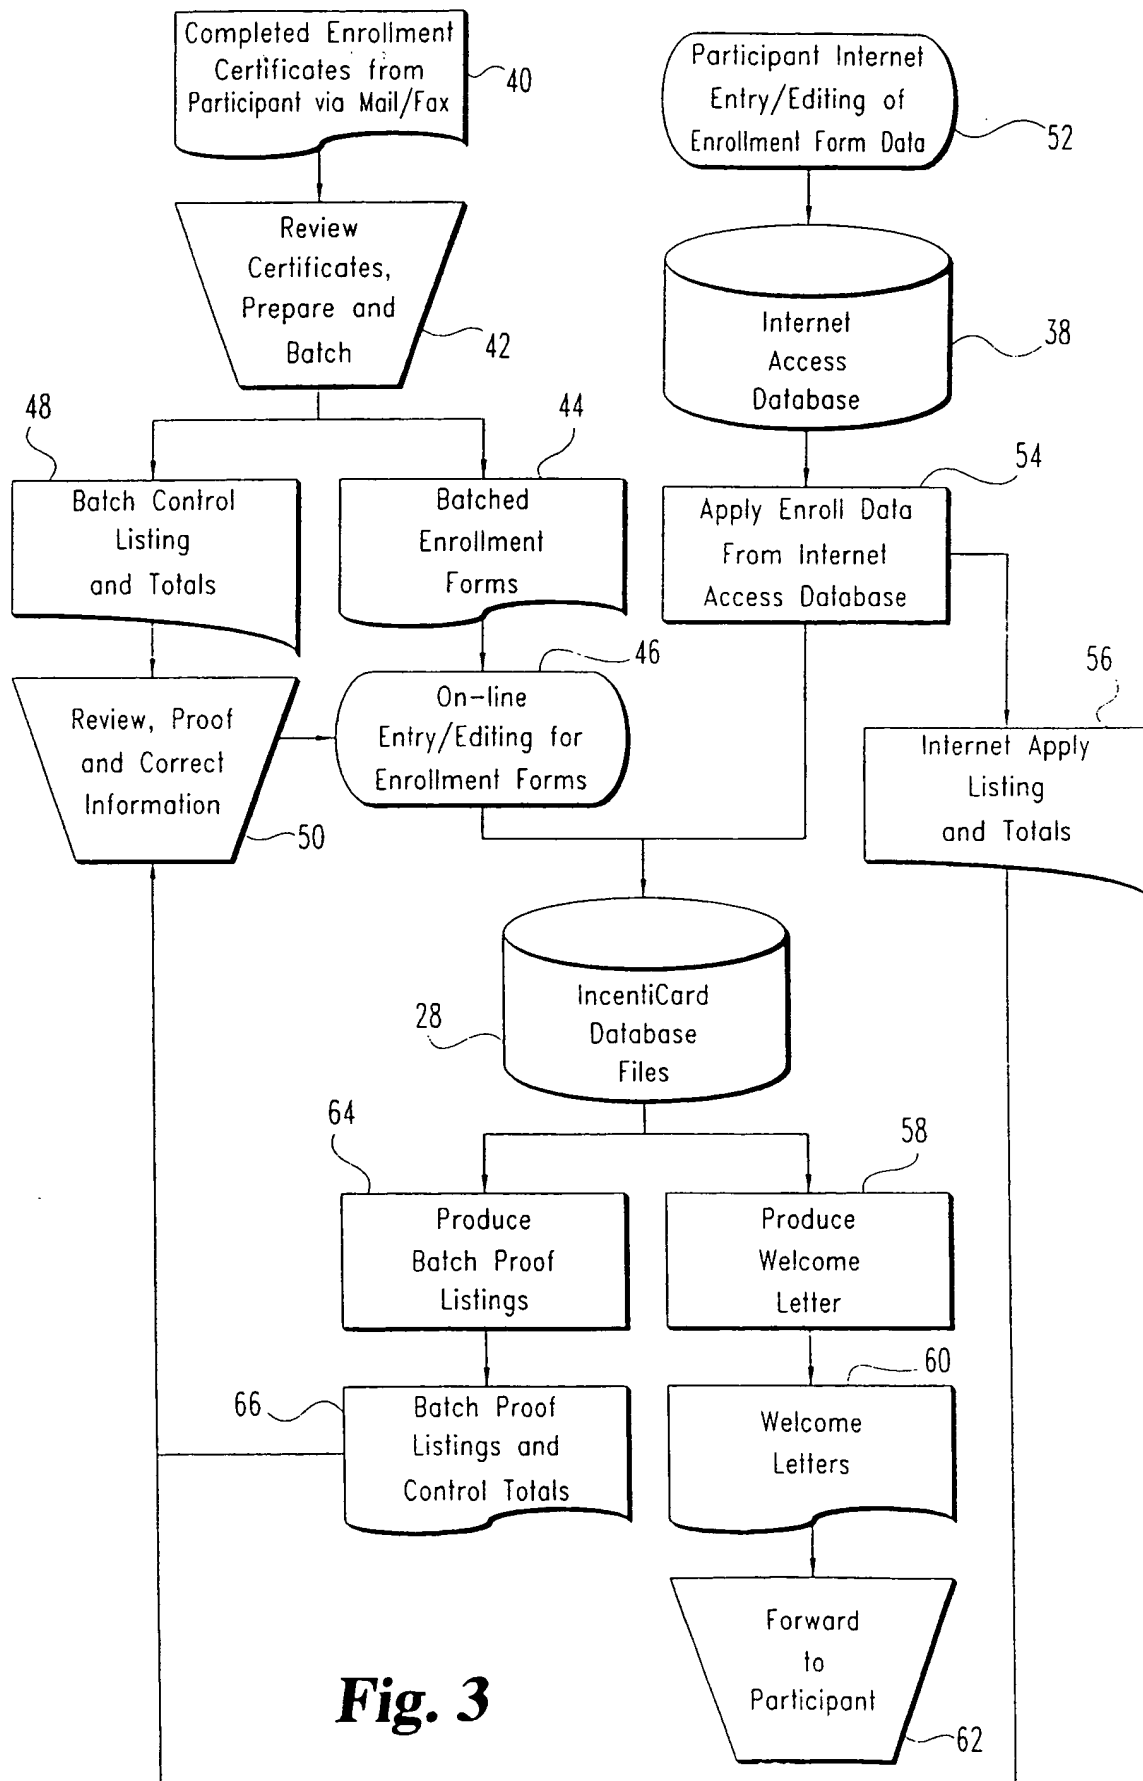 Completed Enrollment
Certificates from
Participant via Mail/Fax
40
Participant Internet
Entry/Editing of
Enrollment Form Data
52
Review
Certificates,
Prepare and
Batch
42
Internet
Access
Database
38
48
Batch Control
Listing
and Totals
44
Batched
Enrollment
Forms
54
Apply Enroll Data
From Internet
Access Database
46
On-line
Entry/Editing for
Enrollment Forms
Review, Proof
and Correct
Information
50
56
Internet Apply
Listing
and Totals
28
IncentiCard
Database
Files
64
Produce
Batch Proof
Listings
58
Produce
Welcome
Letter
66
Batch Proof
Listings and
Control Totals
60
Welcome
Letters
Forward
to
Participant
62
Fig. 3